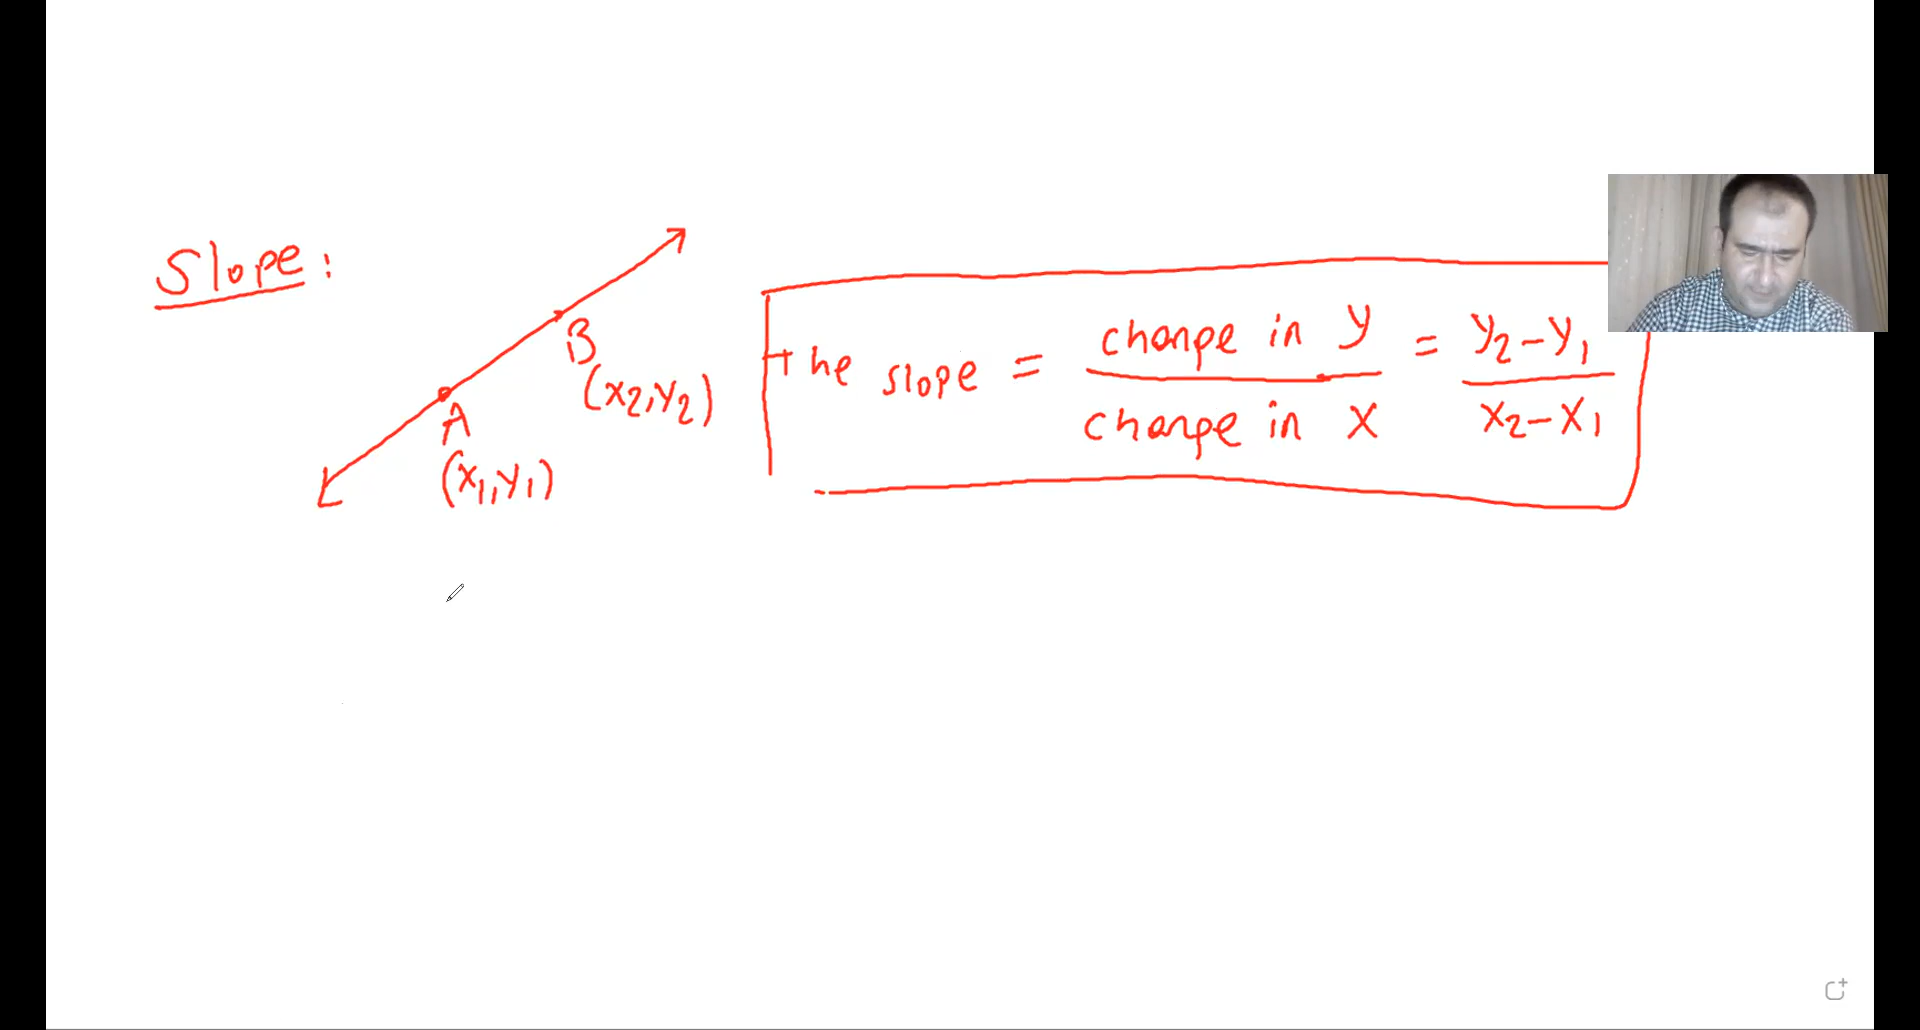 Slope:
B
(x2,y2)
A
(x1,y1)
The slope = change in y / change in x = y2-y1 / x2-x1